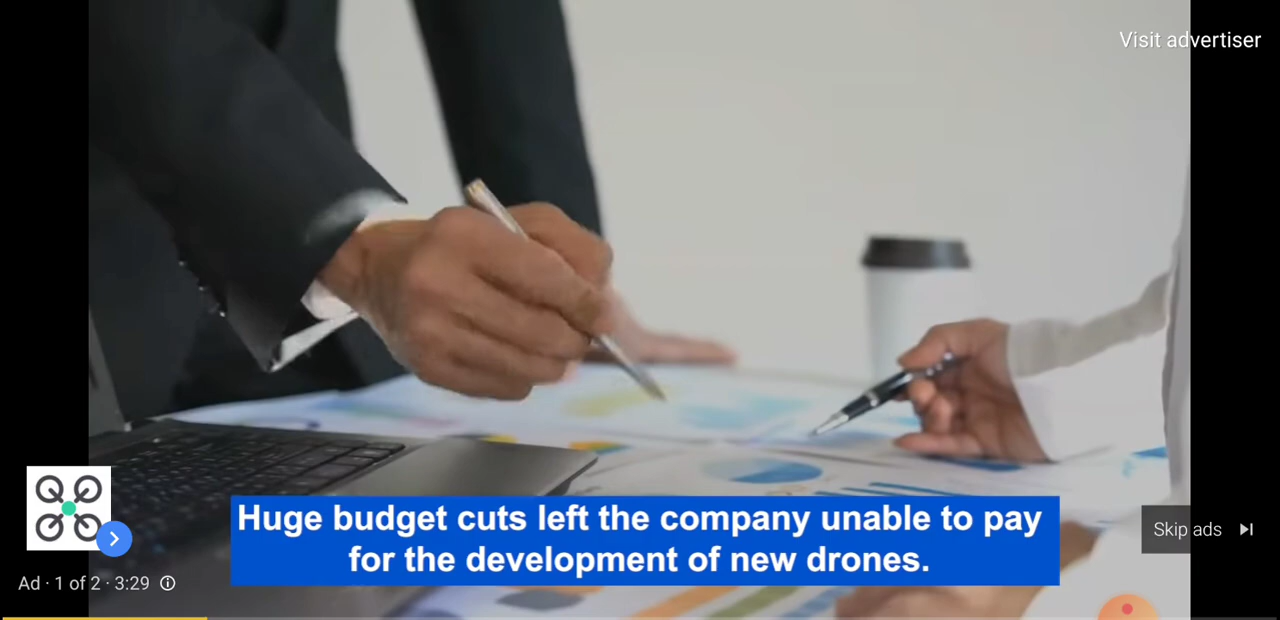 Visit advertiser
Huge budget cuts left the company unable to pay
for the development of new drones.
Skip ads
Ad · 1 of 2 · 3:29